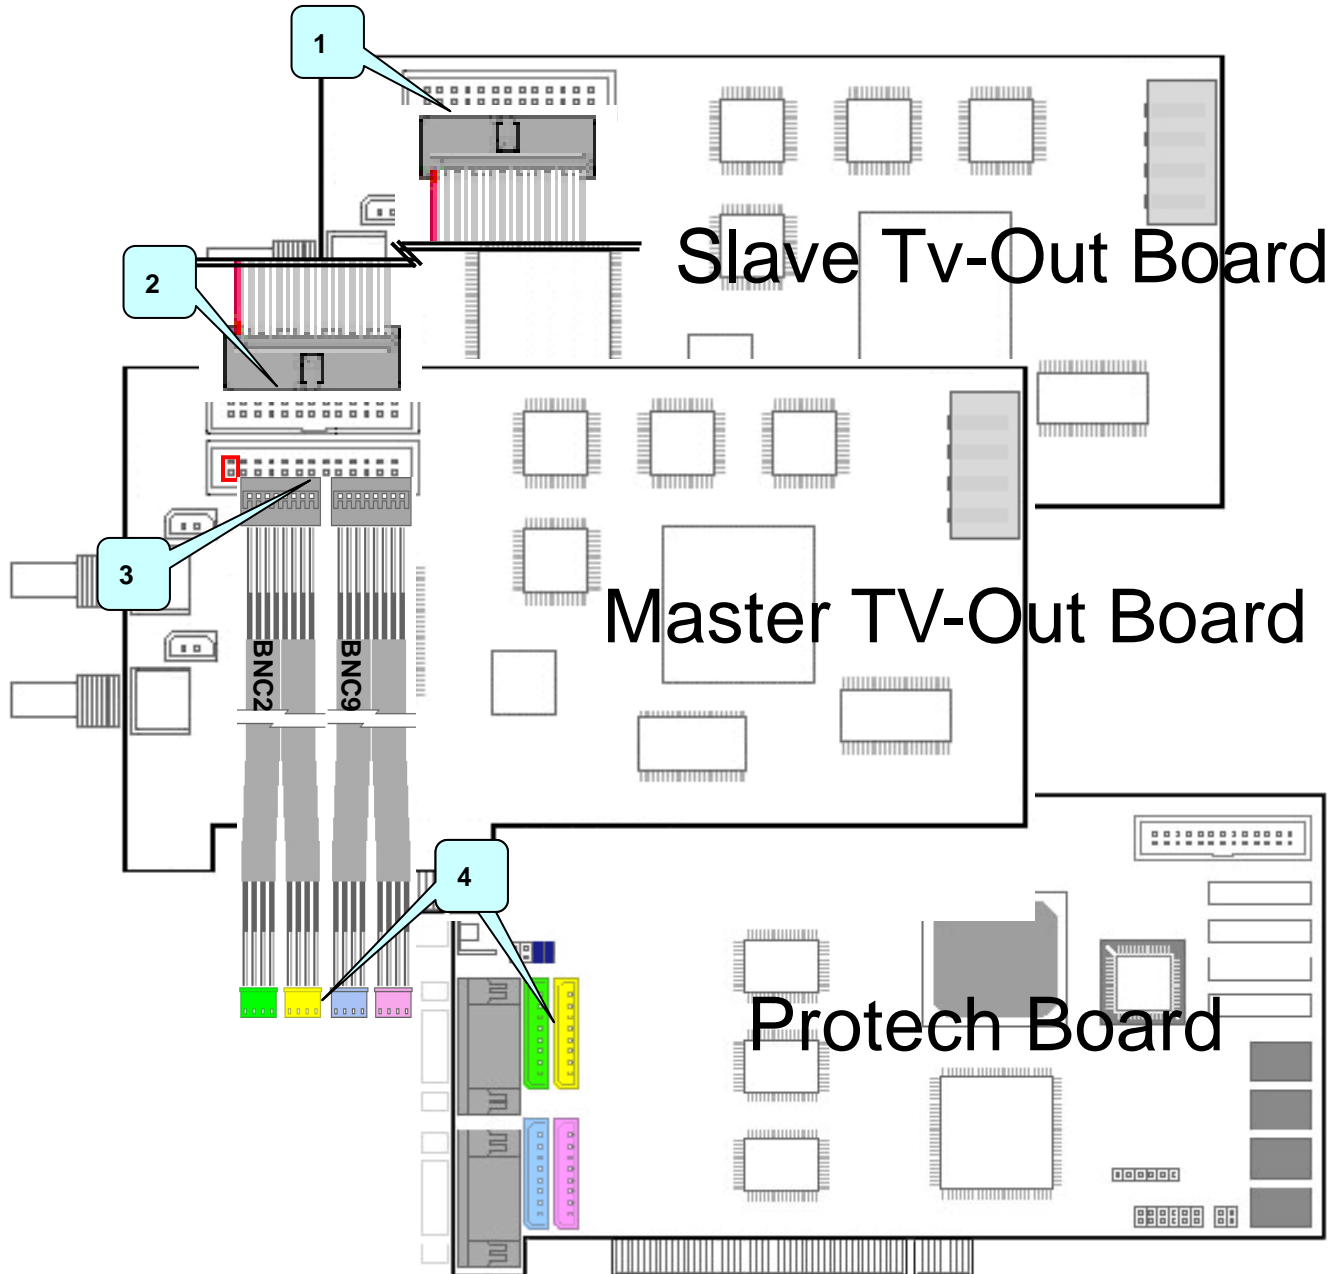 1
Slave Tv-Out Board
2
3
Master TV-Out Board
BNC2
BNC9
4
Protech Board